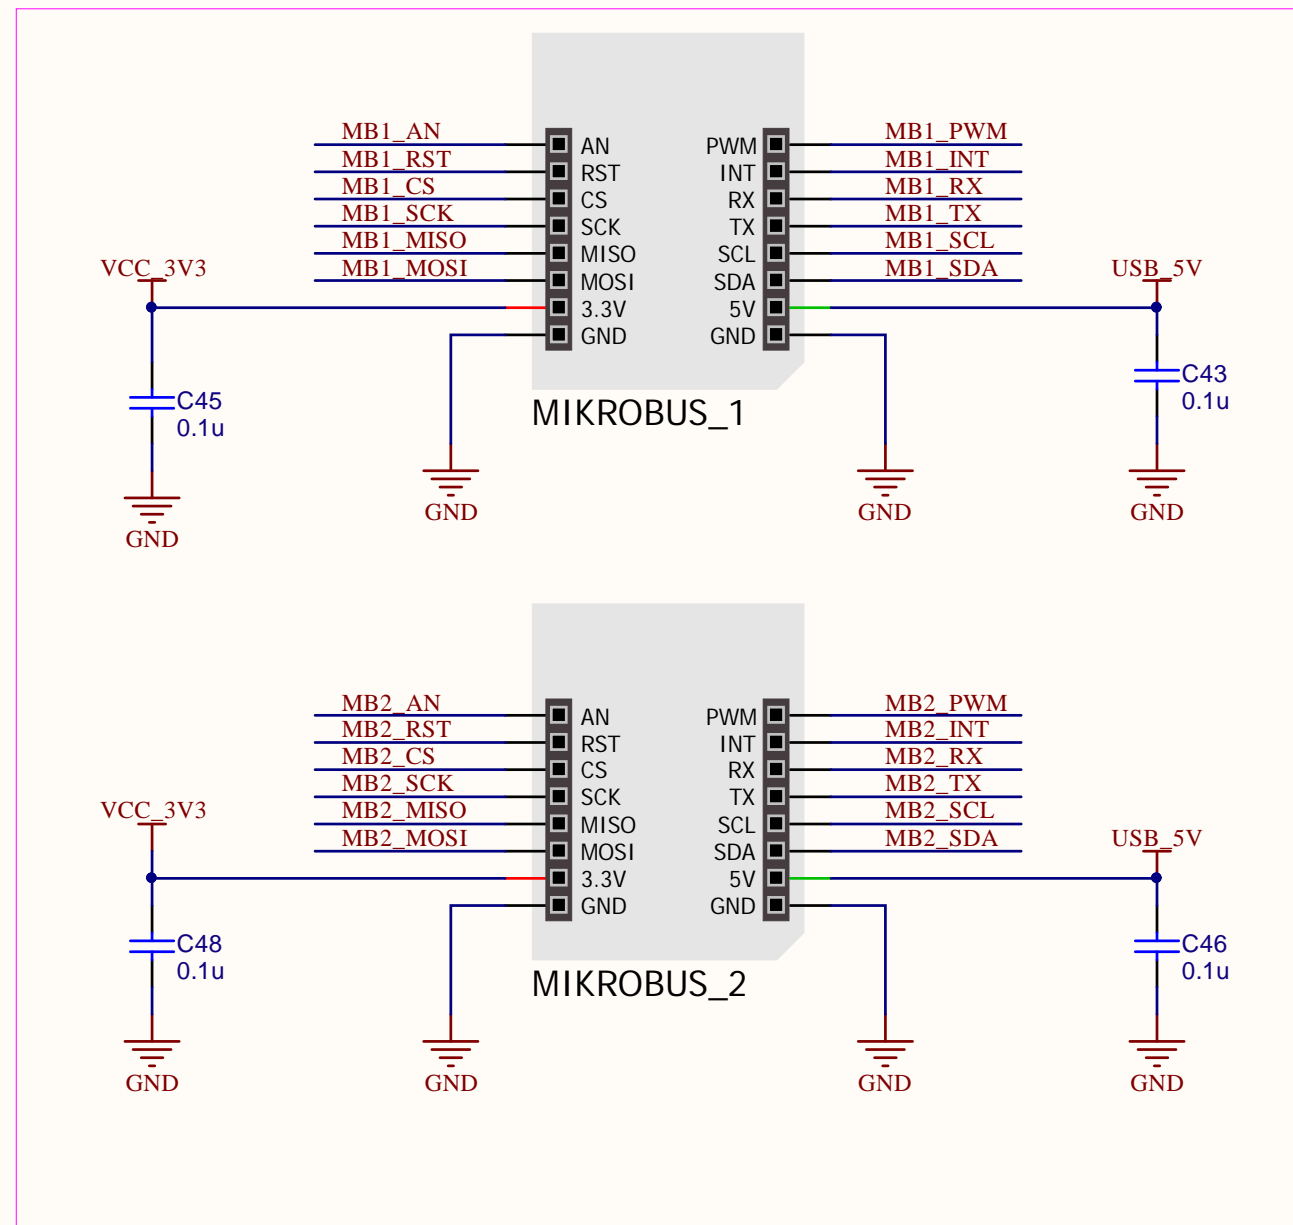 MB1_AN
MB1_RST
MB1_CS
MB1_SCK
MB1_MISO
MB1_MOSI
VCC_3V3
C45
0.1u
GND
GND
AN
RST
CS
SCK
MISO
MOSI
3.3V
GND
PWM
INT
RX
TX
SCL
SDA
5V
GND
MIKROBUS_1
MB1_PWM
MB1_INT
MB1_RX
MB1_TX
MB1_SCL
MB1_SDA
USB_5V
C43
0.1u
GND
GND
MB2_AN
MB2_RST
MB2_CS
MB2_SCK
MB2_MISO
MB2_MOSI
VCC_3V3
C48
0.1u
GND
GND
AN
RST
CS
SCK
MISO
MOSI
3.3V
GND
PWM
INT
RX
TX
SCL
SDA
5V
GND
MIKROBUS_2
MB2_PWM
MB2_INT
MB2_RX
MB2_TX
MB2_SCL
MB2_SDA
USB_5V
C46
0.1u
GND
GND